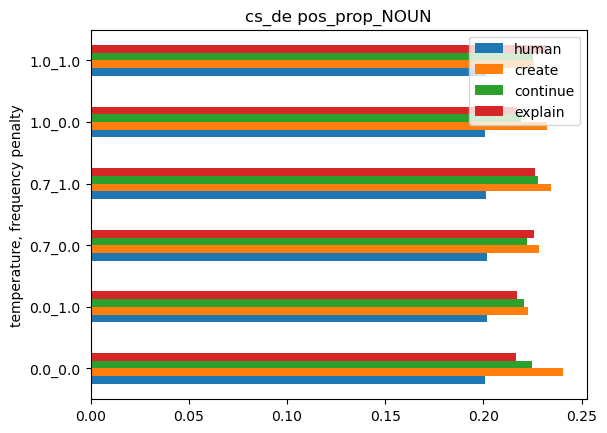 cs_de pos_prop_NOUN
human
create
continue
explain
temperature, frequency penalty
1.0_1.0
1.0_0.0
0.7_1.0
0.7_0.0
0.0_1.0
0.0_0.0
0.00 0.05 0.10 0.15 0.20 0.25